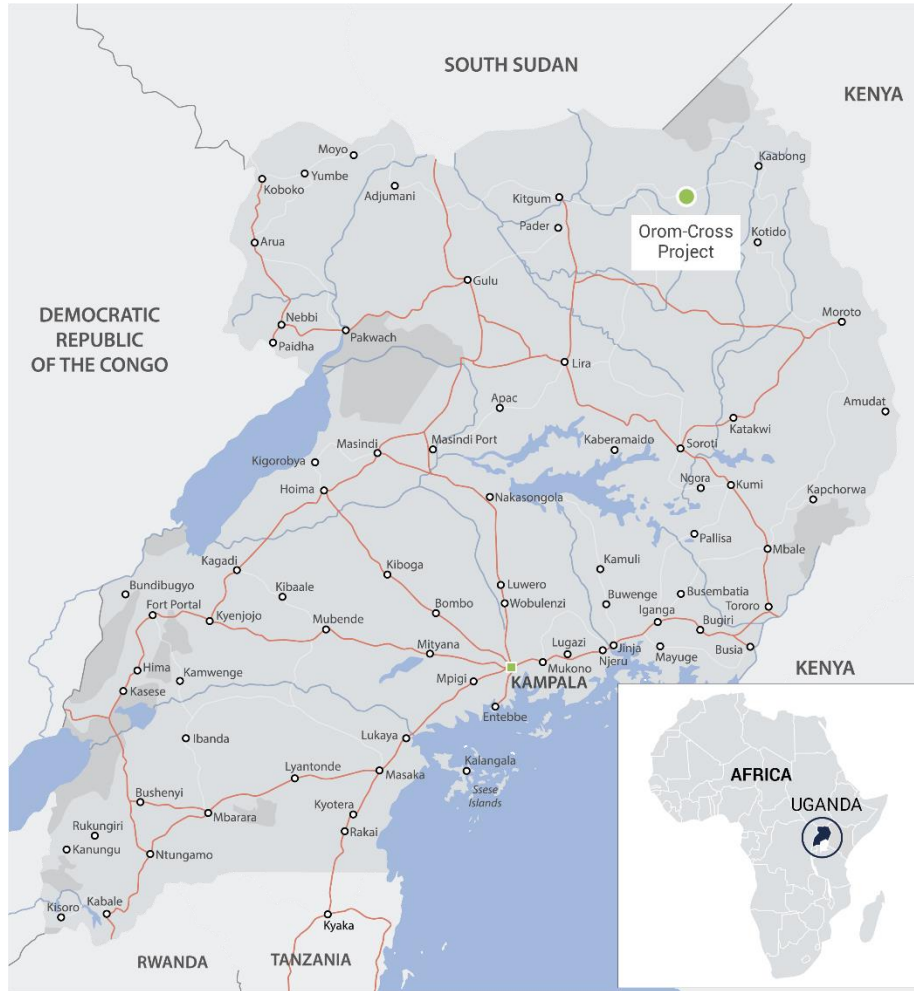 SOUTH SUDAN
KENYA
Moyo
Yumbe
Koboko
Adjumani
Kaabong
Kitgum
Pader
Orom-Cross
Project
Kotido
Arua
Gulu
DEMOCRATIC
REPUBLIC
OF THE CONGO
Nebbi
Pakwach
Paidha
Moroto
Lira
Apac
Amudat
Katakwi
Masindi
Masindi Port
Kaberamaido
Soroti
Kigorobya
Hoima
Nakasongola
Ngora
Kumi
Kapchorwa
Pallisa
Mbale
Kagadi
Kiboga
Kamuli
Bundibugyo
Kibaale
Luwero
Busembatia
Fort Portal
Kyenjojo
Bombo
Wobulenzi
Buwenge
Iganga
Tororo
Mubende
Bugiri
Mityana
Lugazi
Jinja
Hima
Kamwenge
Mpigi
KAMPALA
Mukono
Njeru
Mayuge
Busia
KENYA
Kasese
Entebbe
Ibanda
Lukaya
Kalangala
Ssese
Islands
Lyantonde
Masaka
Bushenyi
Mbarara
Kyotera
Rakai
Rukungiri
Kanungu
Ntungamo
Kisoro
Kabale
Kyaka
RWANDA
TANZANIA
AFRICA
UGANDA